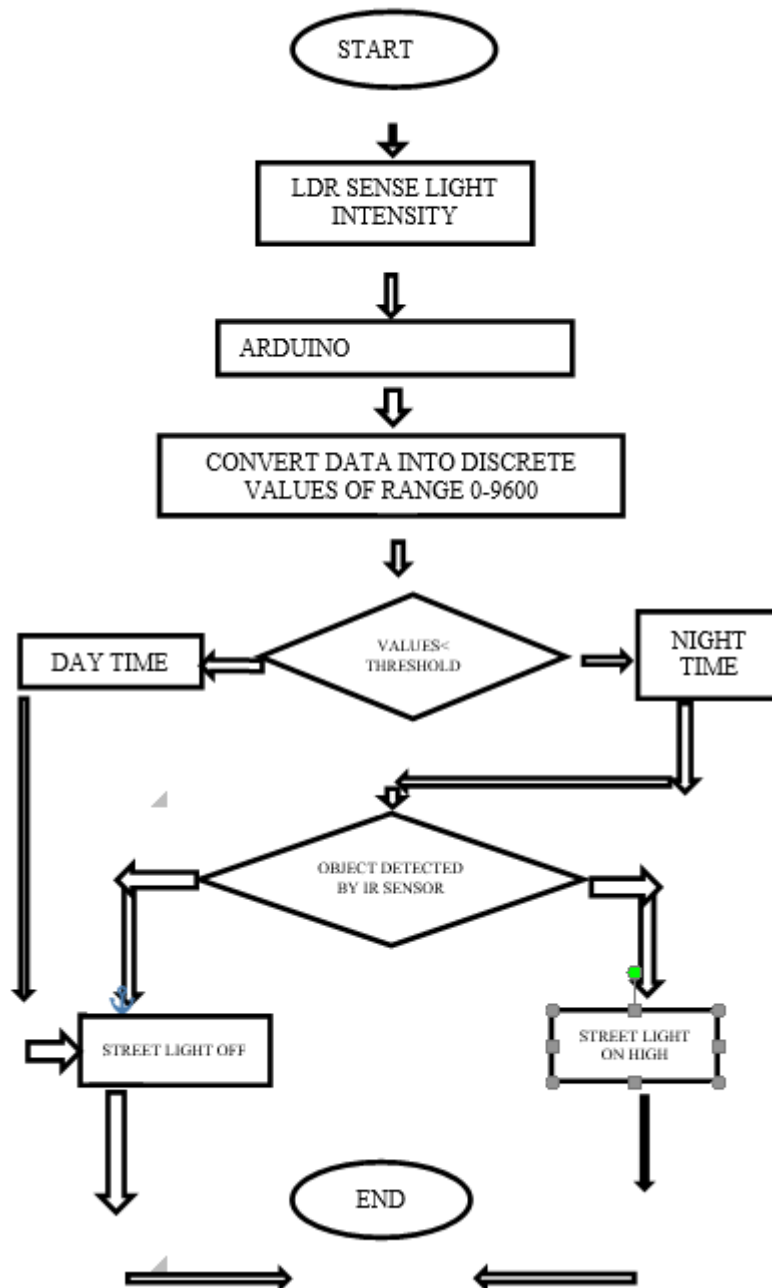 START
LDR SENSE LIGHT
INTENSITY
ARDUINO
CONVERT DATA INTO DISCRETE
VALUES OF RANGE 0-9600
VALUES<
THRESHOLD
DAY TIME
NIGHT
TIME
OBJECT DETECTED
BY IR SENSOR
STREET LIGHT OFF
STREET LIGHT
ON HIGH
END